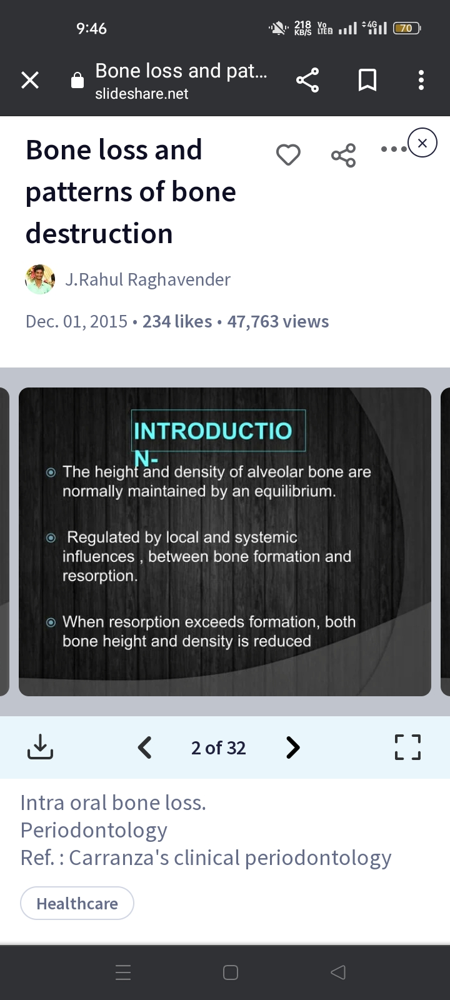 9:46
218
KB/S
Vo
LTE2
4G
70
Bone loss and pat...
slideshare.net
Bone loss and
patterns of bone
destruction
J.Rahul Raghavender
Dec. 01, 2015 • 234 likes • 47,763 views
INTRODUCTIO
N-
The height and density of alveolar bone are
normally maintained by an equilibrium.
Regulated by local and systemic
influences , between bone formation and
resorption.
When resorption exceeds formation, both
bone height and density is reduced
2 of 32
Intra oral bone loss.
Periodontology
Ref. : Carranza's clinical periodontology
Healthcare